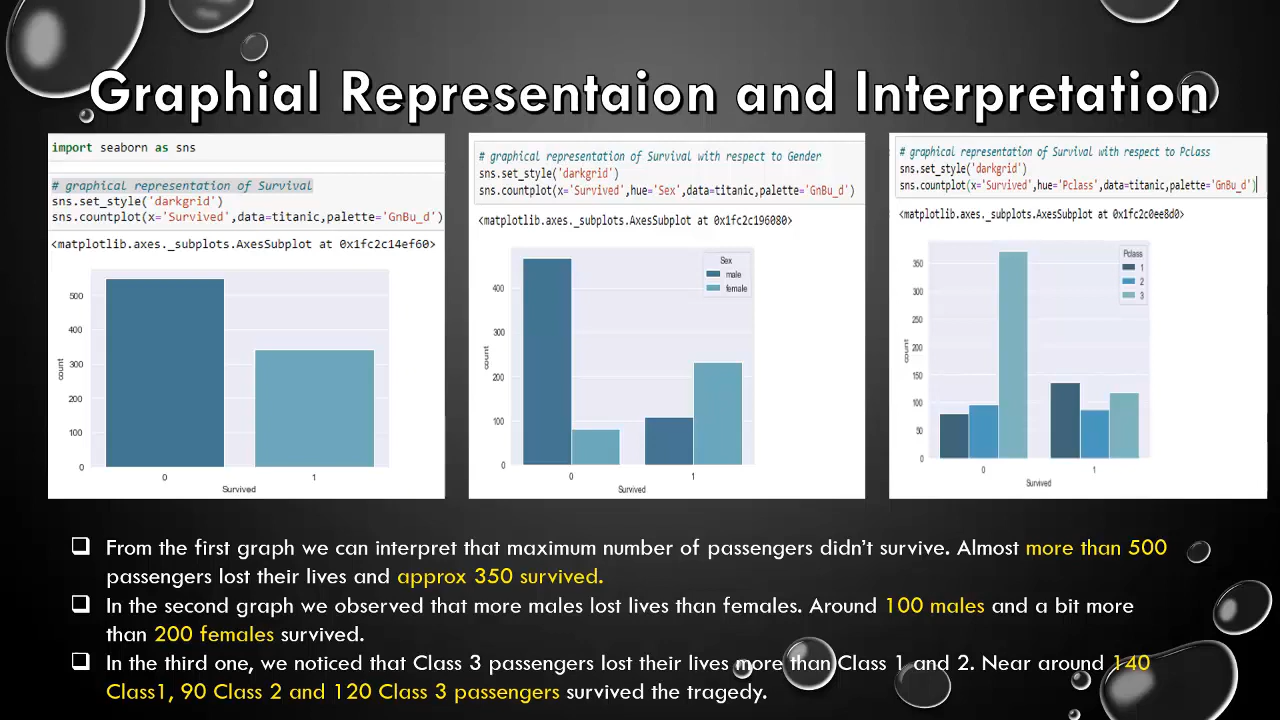 Graphial Representaion and Interpretation
import seaborn as sns
# graphical representation of Survival
sns.set_style('darkgrid')
sns.countplot(x='Survived',data=titanic,palette='GnBu_d')
<matplotlib.axes._subplots.AxesSubplot at 0x1fc2c14ef60>
500
400
300
200
100
0
count
0 1
Survived
# graphical representation of Survival with respect to Gender
sns.set_style('darkgrid')
sns.countplot(x='Survived',hue='Sex',data=titanic,palette='GnBu_d')
<matplotlib.axes._subplots.AxesSubplot at 0x1fc2c196080>
Sex
male
female
400
300
200
100
0
count
0 1
Survived
# graphical representation of Survival with respect to Pclass
sns.set_style('darkgrid')
sns.countplot(x='Survived',hue='Pclass',data=titanic,palette='GnBu_d')
<matplotlib.axes._subplots.AxesSubplot at 0x1fc2c0ee8d0>
Pclass
1
2
3
350
300
250
200
150
100
50
0
count
0 1
Survived
From the first graph we can interpret that maximum number of passengers didn't survive. Almost more than 500
passengers lost their lives and approx 350 survived.
In the second graph we observed that more males lost lives than females. Around 100 males and a bit more
than 200 females survived.
In the third one, we noticed that Class 3 passengers lost their lives more than Class 1 and 2. Near around 140
Class1, 90 Class 2 and 120 Class 3 passengers survived the tragedy.